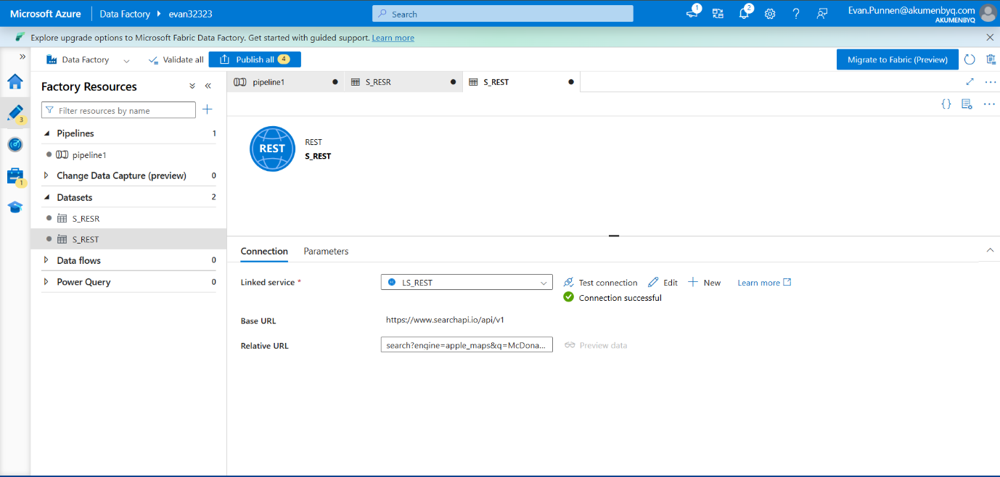 Microsoft Azure Data Factory evan32323 Search 1 2 Evan.Punnen@akumenbyq.com
AKUMENBYQ
Explore upgrade options to Microsoft Fabric Data Factory. Get started with guided support. Learn more
Data Factory Validate all Publish all 4 Migrate to Fabric (Preview)
Factory Resources
pipeline1 S_RESR S_REST
Filter resources by name
3
Pipelines 1
pipeline1
Change Data Capture (preview) 0
1
Datasets 2
S_RESR
S_REST
Data flows 0
Power Query 0
REST
REST
S_REST
Connection Parameters
Linked service * LS_REST Test connection Edit New Learn more
Connection successful
Base URL https://www.searchapi.io/api/v1
Relative URL search?engine=apple_maps&q=McDona... Preview data